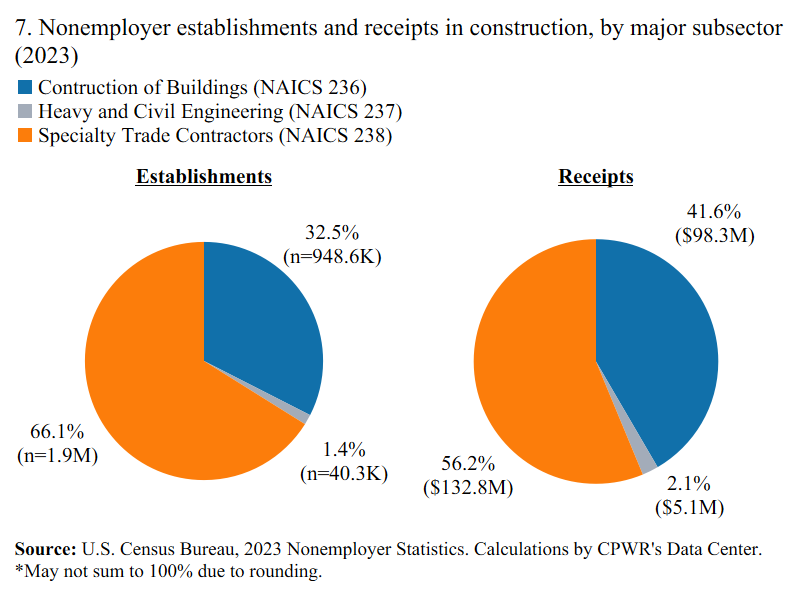 7. Nonemployer establishments and receipts in construction, by major subsector
(2023)
Contruction of Buildings (NAICS 236)
Heavy and Civil Engineering (NAICS 237)
Specialty Trade Contractors (NAICS 238)
Establishments
32.5%
(n=948.6K)
66.1%
(n=1.9M)
1.4%
(n=40.3K)
Receipts
41.6%
($98.3M)
56.2%
($132.8M)
2.1%
($5.1M)
Source: U.S. Census Bureau, 2023 Nonemployer Statistics. Calculations by CPWR's Data Center.
*May not sum to 100% due to rounding.